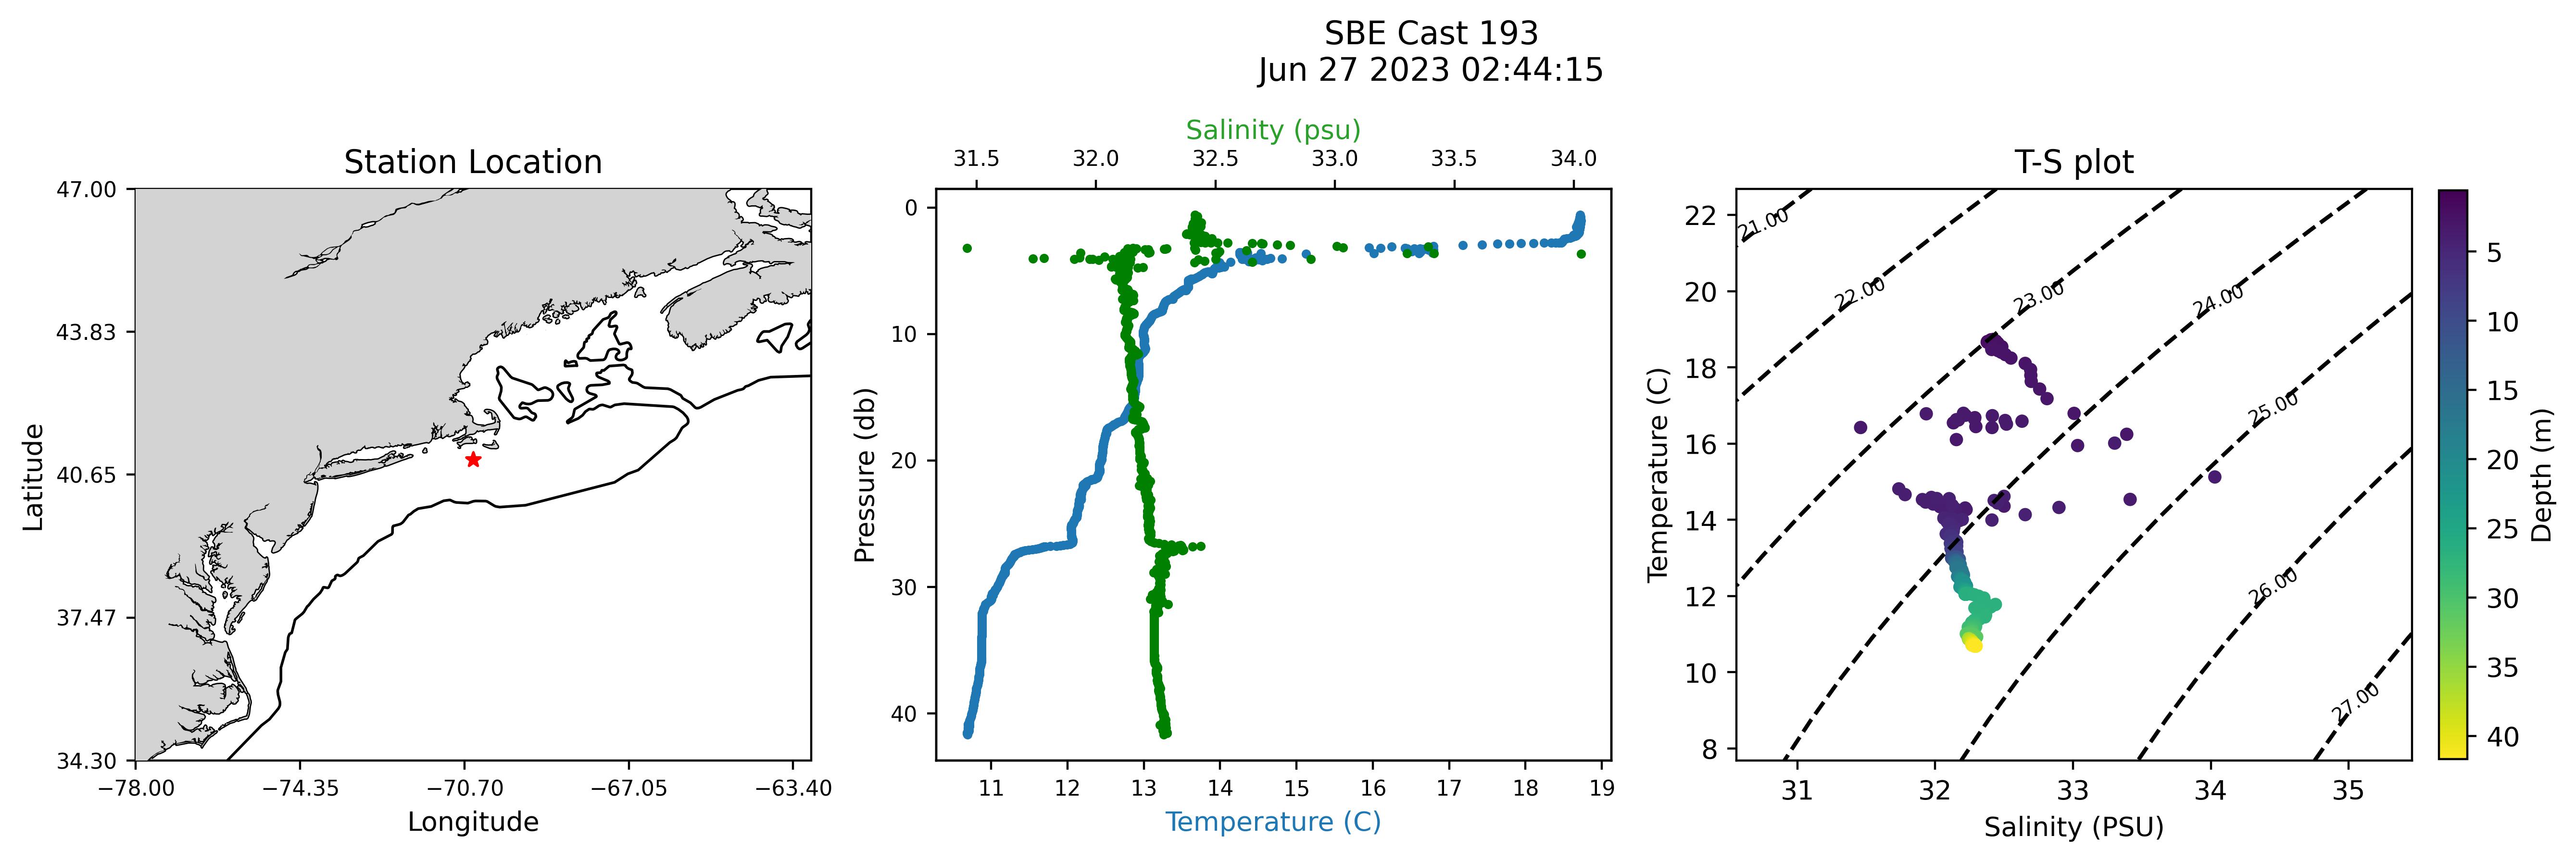 SBE Cast 193
Jun 27 2023 02:44:15
Station Location
47.00
43.83
40.65
37.47
34.30
Latitude
−78.00 −74.35 −70.70 −67.05 −63.40
Longitude
Salinity (psu)
31.5 32.0 32.5 33.0 33.5 34.0
0
10
20
30
40
Pressure (db)
11 12 13 14 15 16 17 18 19
Temperature (C)
T-S plot
22
20
18
16
14
12
10
8
Temperature (C)
21.00
22.00
23.00
24.00
25.00
26.00
27.00
31 32 33 34 35
Salinity (PSU)
5
10
15
20
25
30
35
40
Depth (m)